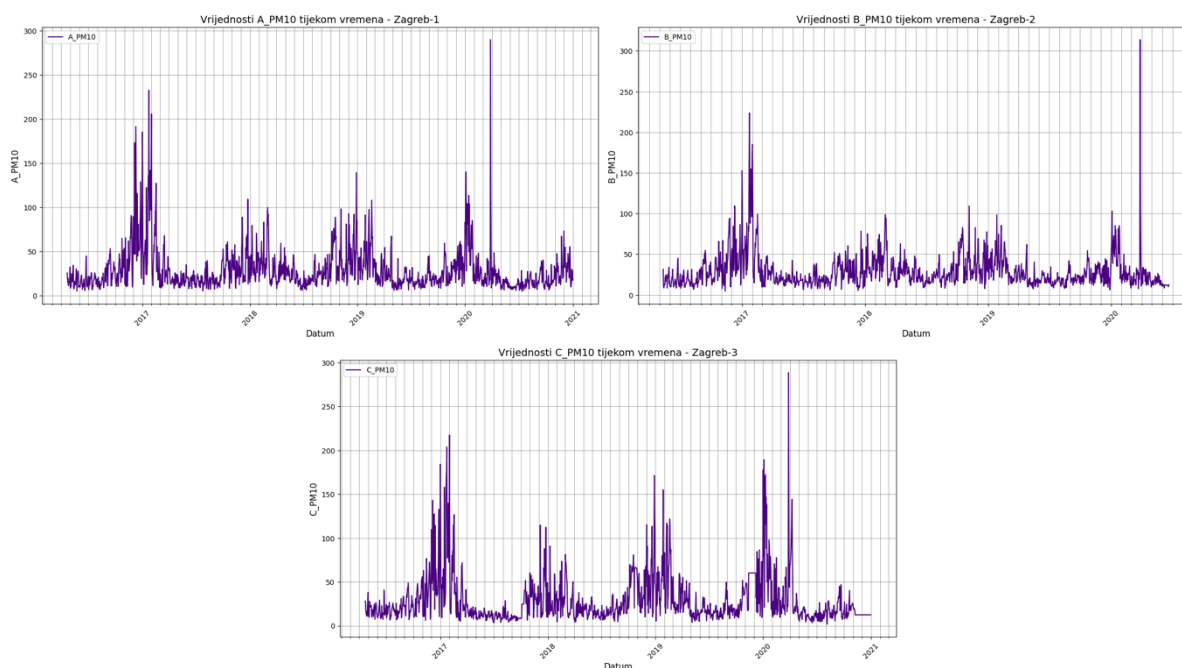 Vrijednosti A_PM10 tijekom vremena - Zagreb-1
A_PM10
300
250
200
150
100
50
0
A_PM10
2017
2018
2019
2020
2021
Datum
Vrijednosti B_PM10 tijekom vremena - Zagreb-2
B_PM10
300
250
200
150
100
50
0
B_PM10
2017
2018
2019
2020
Datum
Vrijednosti C_PM10 tijekom vremena - Zagreb-3
C_PM10
300
250
200
150
100
50
0
C_PM10
2017
2018
2019
2020
2021
Datum